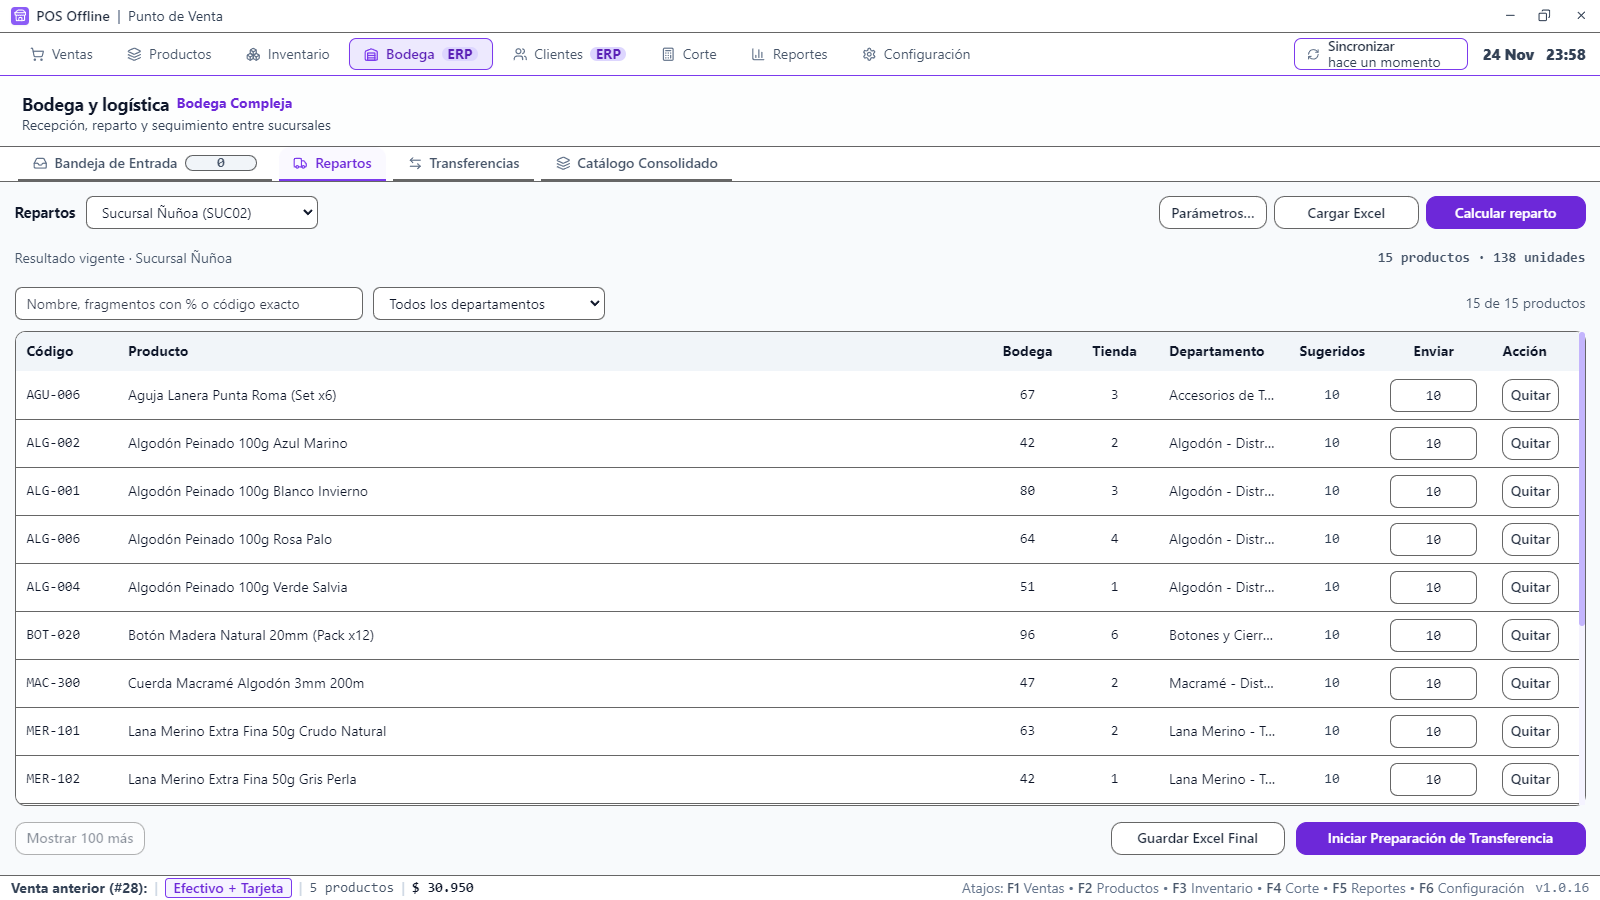 POS Offline | Punto de Venta
Ventas Productos Inventario Bodega ERP Clientes ERP Corte Reportes Configuración Sincronizar hace un momento 24 Nov 23:58
Bodega y logística Bodega Compleja
Recepción, reparto y seguimiento entre sucursales
Bandeja de Entrada 0 Repartos Transferencias Catálogo Consolidado
Repartos Sucursal Ñuñoa (SUC02) Parámetros... Cargar Excel Calcular reparto
Resultado vigente · Sucursal Ñuñoa 15 productos · 138 unidades
Nombre, fragmentos con % o código exacto Todos los departamentos 15 de 15 productos
Código Producto Bodega Tienda Departamento Sugeridos Enviar Acción
AGU-006 Aguja Lanera Punta Roma (Set x6) 67 3 Accesorios de T... 10 10 Quitar
ALG-002 Algodón Peinado 100g Azul Marino 42 2 Algodón - Distr... 10 10 Quitar
ALG-001 Algodón Peinado 100g Blanco Invierno 80 3 Algodón - Distr... 10 10 Quitar
ALG-006 Algodón Peinado 100g Rosa Palo 64 4 Algodón - Distr... 10 10 Quitar
ALG-004 Algodón Peinado 100g Verde Salvia 51 1 Algodón - Distr... 10 10 Quitar
BOT-020 Botón Madera Natural 20mm (Pack x12) 96 6 Botones y Cierr... 10 10 Quitar
MAC-300 Cuerda Macramé Algodón 3mm 200m 47 2 Macramé - Dist... 10 10 Quitar
MER-101 Lana Merino Extra Fina 50g Crudo Natural 63 2 Lana Merino - T... 10 10 Quitar
MER-102 Lana Merino Extra Fina 50g Gris Perla 42 1 Lana Merino - T... 10 10 Quitar
Mostrar 100 más Guardar Excel Final Iniciar Preparación de Transferencia
Venta anterior (#28): | Efectivo + Tarjeta | 5 productos | $ 30.950 Atajos: F1 Ventas • F2 Productos • F3 Inventario • F4 Corte • F5 Reportes • F6 Configuración v1.0.16